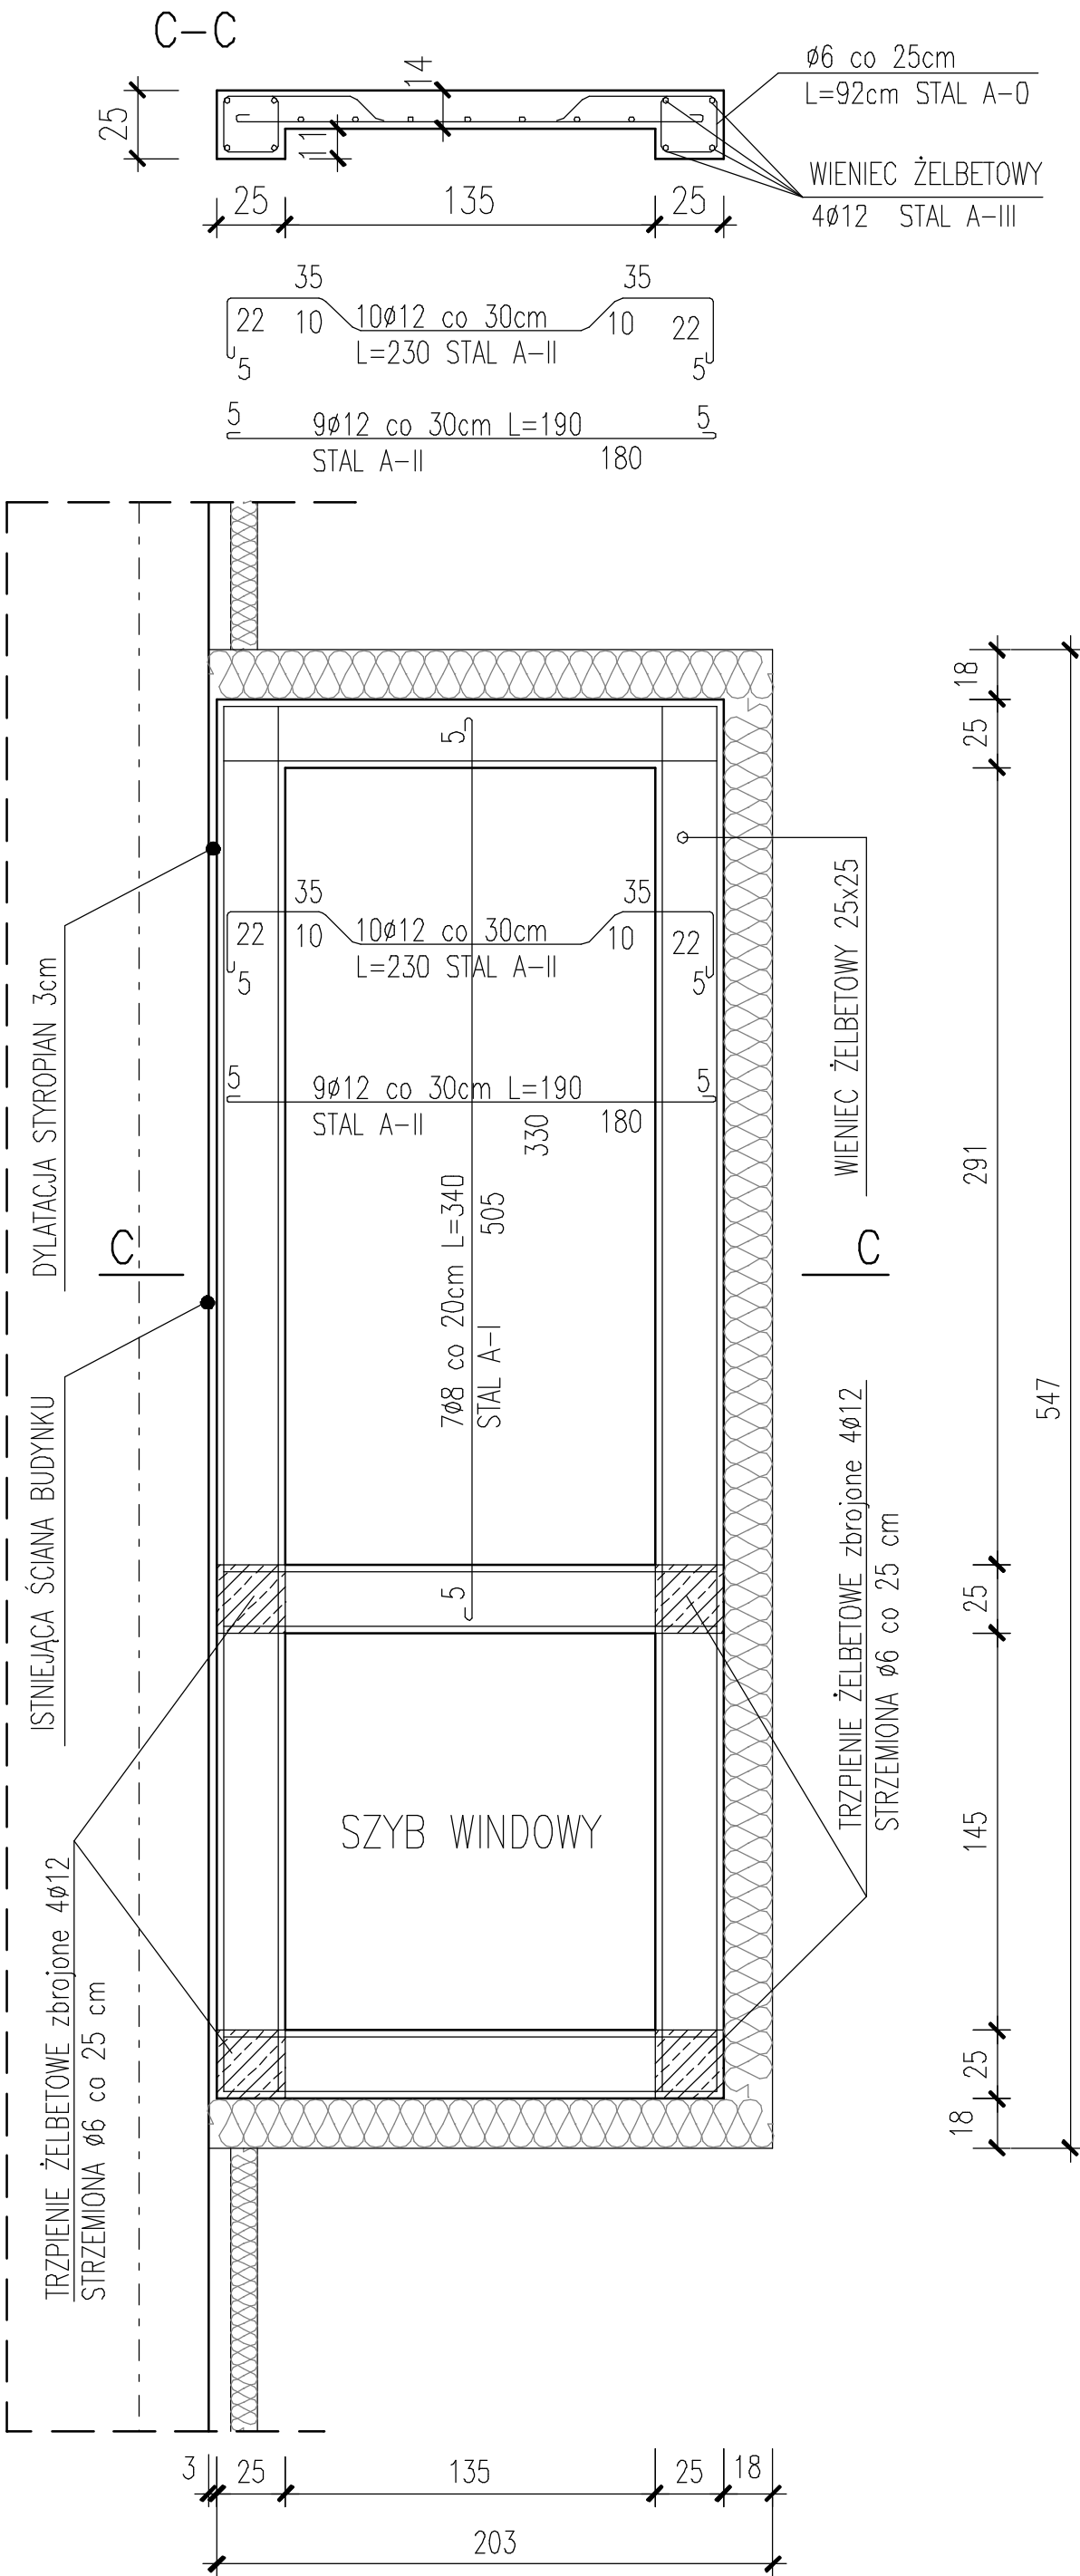 C-C
ø6 co 25cm
L=92cm STAL A-0
14
25
11
WIENIEC ŻELBETOWY
4ø12 STAL A-III
25
135
25
35
35
22
10
10ø12 co 30cm
10
22
L=230 STAL A-II
5
5
5
9ø12 co 30cm L=190
5
STAL A-II
180
18
25
5
WIENIEC ŻELBETOWY 25x25
DYLATACJA STYROPIAN 3cm
35
35
22
10
10ø12 co 30cm
10
22
L=230 STAL A-II
5
5
5
9ø12 co 30cm L=190
5
STAL A-II
180
330
7ø8 co 20cm L=340
505
STAL A-I
291
C
C
547
ISTNIEJĄCA ŚCIANA BUDYNKU
TRZPIENIE ŻELBETOWE zbrojone 4ø12
STRZEMIONA ø6 co 25 cm
5
25
SZYB WINDOWY
145
TRZPIENIE ŻELBETOWE zbrojone 4ø12
STRZEMIONA ø6 co 25 cm
25
18
3
25
135
25
18
203